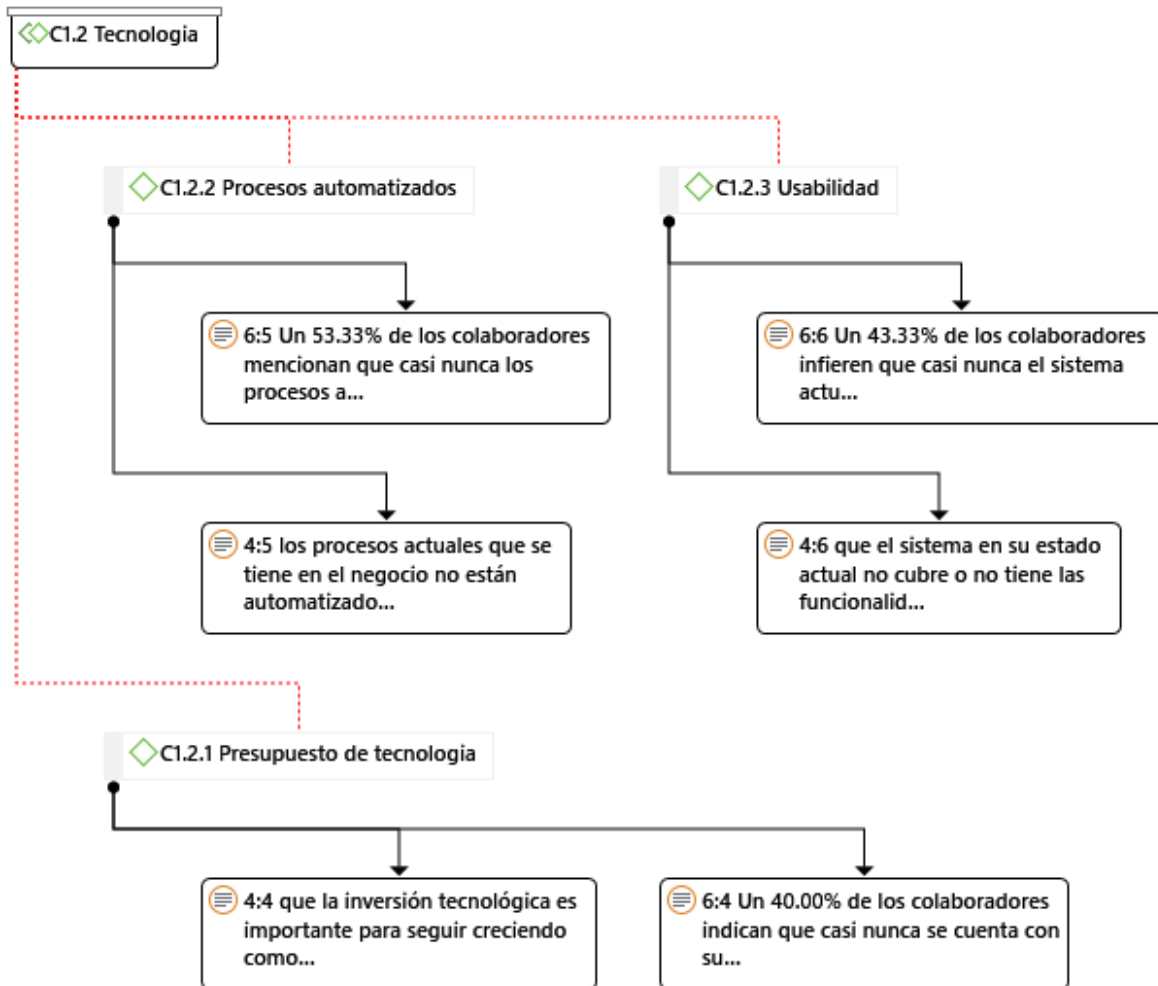 C1.2 Tecnologia
C1.2.2 Procesos automatizados
C1.2.3 Usabilidad
6:5 Un 53.33% de los colaboradores
mencionan que casi nunca los
procesos a...
6:6 Un 43.33% de los colaboradores
infieren que casi nunca el sistema
actu...
4:5 los procesos actuales que se
tiene en el negocio no están
automatizado...
4:6 que el sistema en su estado
actual no cubre o no tiene las
funcionalid...
C1.2.1 Presupuesto de tecnologia
4:4 que la inversión tecnológica es
importante para seguir creciendo
como...
6:4 Un 40.00% de los colaboradores
indican que casi nunca se cuenta con
su...